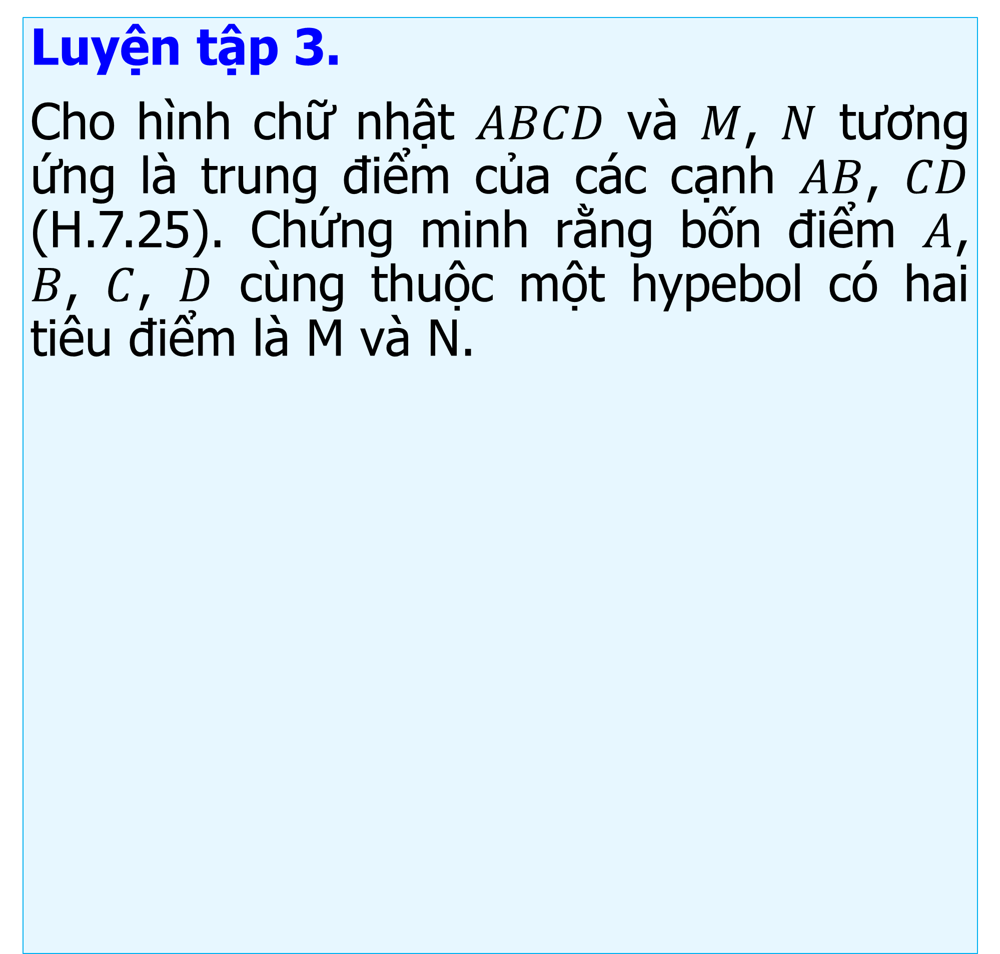 Luyện tập 3.
Cho hình chữ nhật ABCD và M, N tương
ứng là trung điểm của các cạnh AB, CD
(H.7.25). Chứng minh rằng bốn điểm A,
B, C, D cùng thuộc một hypebol có hai
tiêu điểm là M và N.